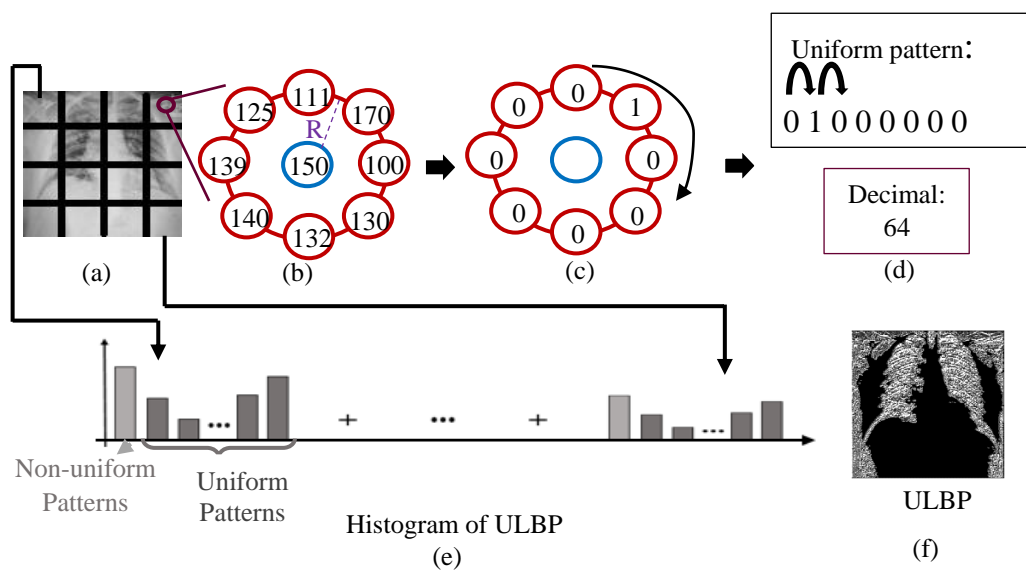 Uniform pattern:
0 1 0 0 0 0 0 0
Decimal:
64
(d)
125
111
170
R
139
150
100
140
132
130
(b)
0
0
1
0
0
0
0
0
(c)
(a)
Non-uniform
Patterns
...
Uniform
Patterns
+
...
+
...
Histogram of ULBP
(e)
ULBP
(f)